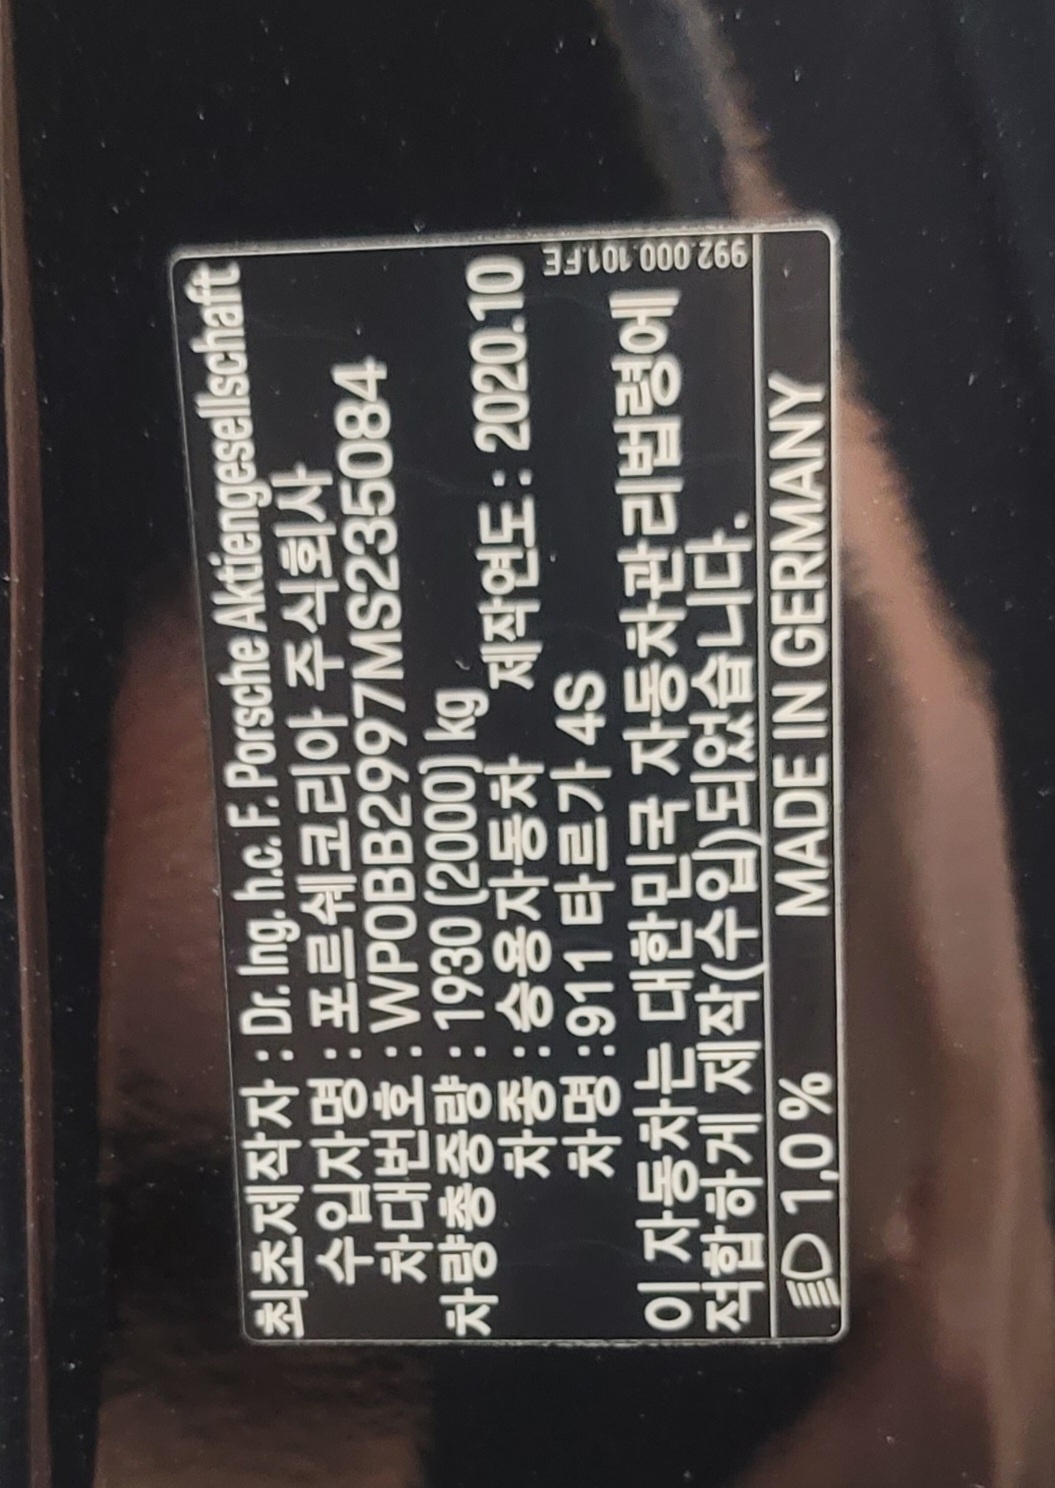 최초제작자 : Dr. Ing. h.c. F. Porsche Aktiengesellschaft
수입자명 : 포르쉐코리아 주식회사
차대번호 : WP0BB2997MS235084
차량총중량 : 1930 (2000) kg
차종 : 승용자동차 제작연도 : 2020.10
차명 : 911 타르가 4S
이 자동차는 대한민국 자동차관리법령에
적합하게 제작(수입)되었습니다.
992.000.101.FE
1,0 % MADE IN GERMANY